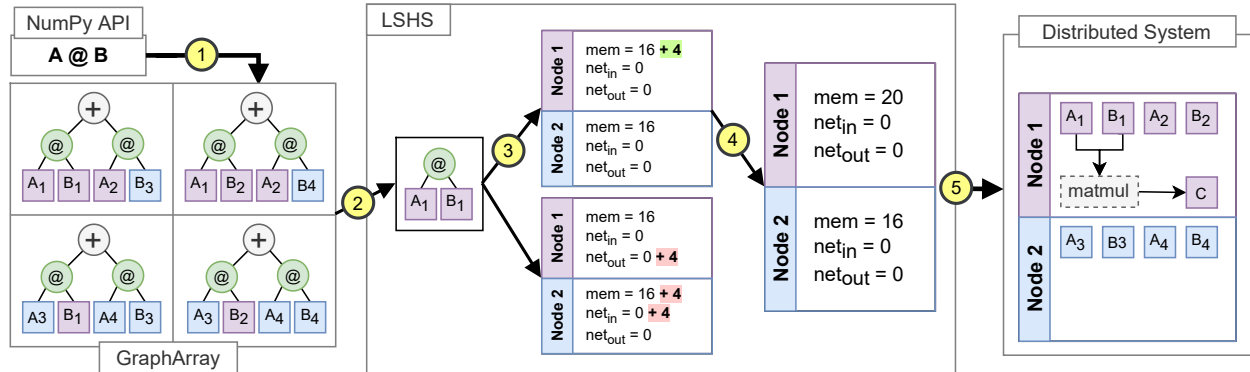 NumPy API
A @ B
1
+
@ @
A1 B1 A2 B3
+
@ @
A1 B2 A2 B4
+
@ @
A3 B1 A4 B3
+
@ @
A3 B2 A4 B4
GraphArray
2
LSHS
@
A1 B1
3
Node 1
mem = 16 + 4
netin = 0
netout = 0
Node 2
mem = 16
netin = 0
netout = 0
Node 1
mem = 16
netin = 0
netout = 0 + 4
Node 2
mem = 16 + 4
netin = 0 + 4
netout = 0
4
Node 1
mem = 20
netin = 0
netout = 0
Node 2
mem = 16
netin = 0
netout = 0
5
Distributed System
Node 1
A1 B1 A2 B2
matmul
C
Node 2
A3 B3 A4 B4